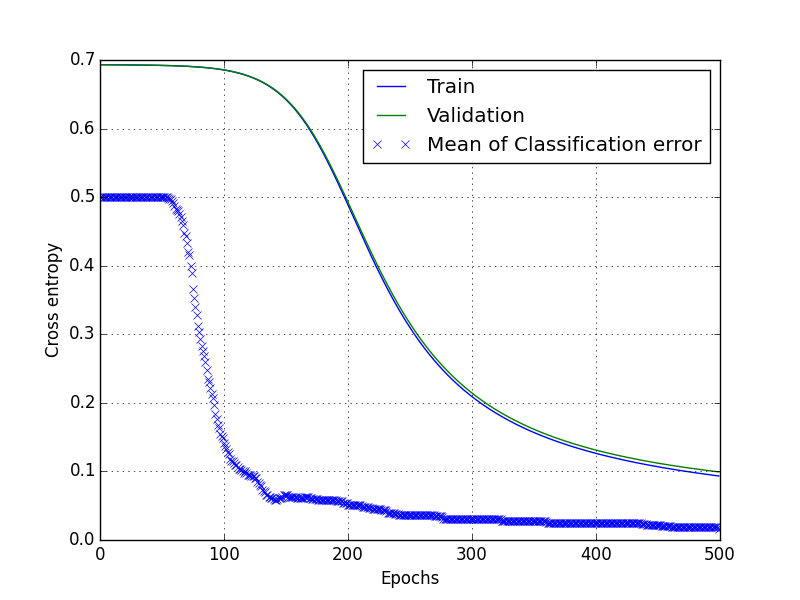 0.7
0.6
0.5
0.4
0.3
0.2
0.1
0.0
Cross entropy
Train
Validation
Mean of Classification error
0 100 200 300 400 500
Epochs